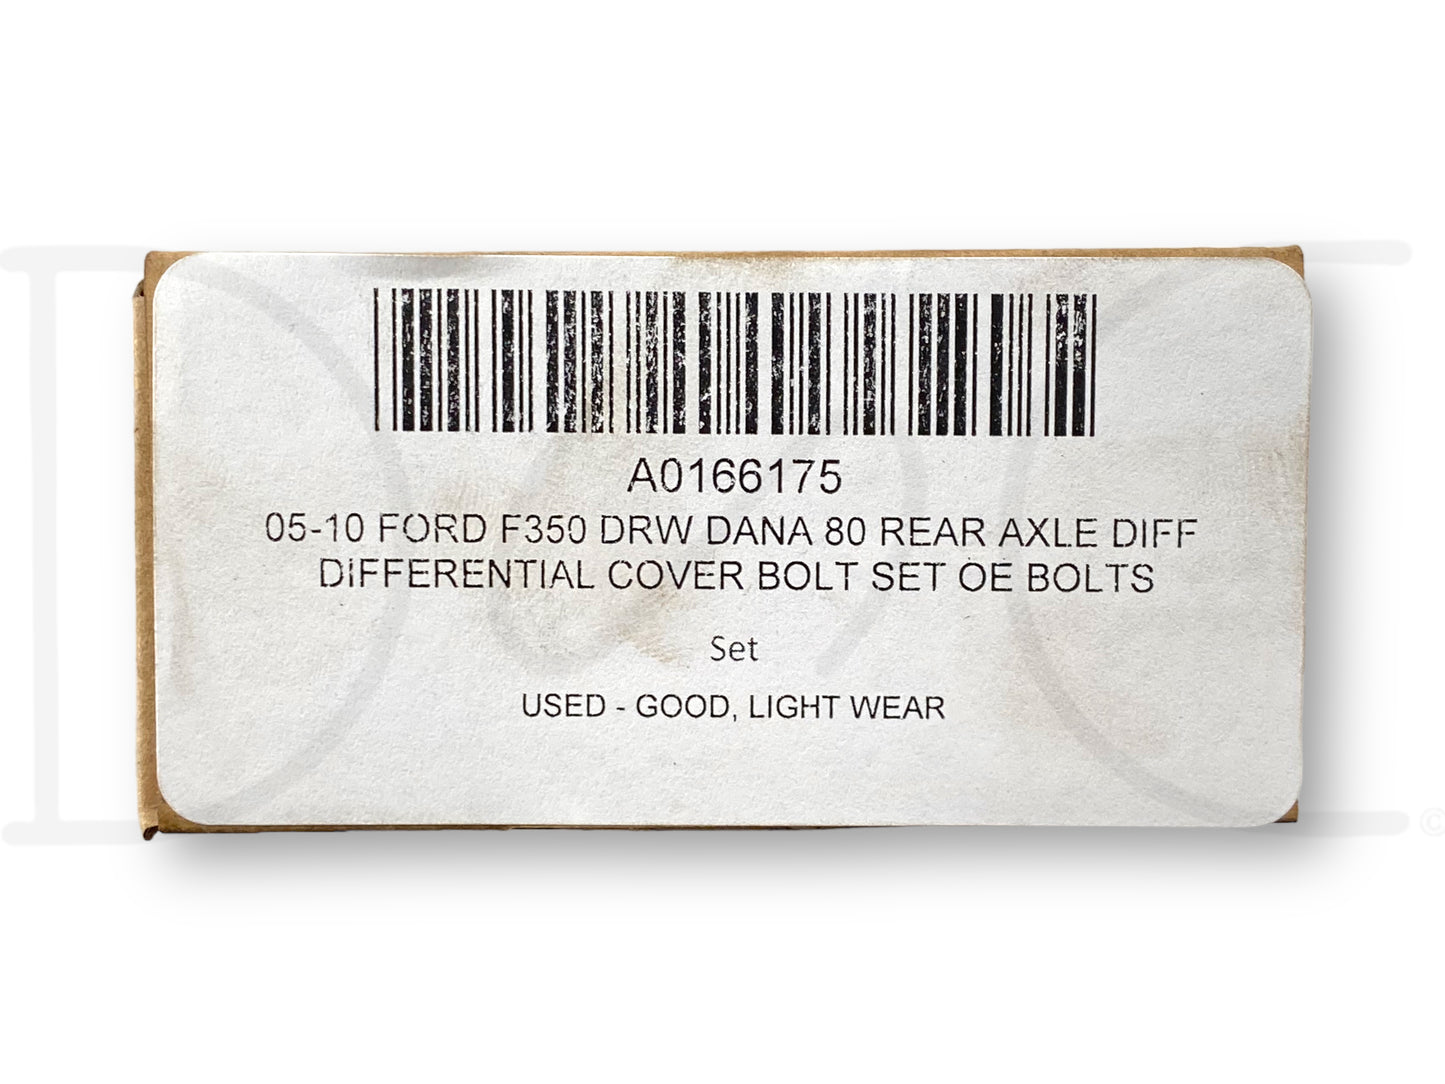 A0166175
05-10 FORD F350 DRW DANA 80 REAR AXLE DIFF
DIFFERENTIAL COVER BOLT SET OE BOLTS
Set
USED - GOOD, LIGHT WEAR